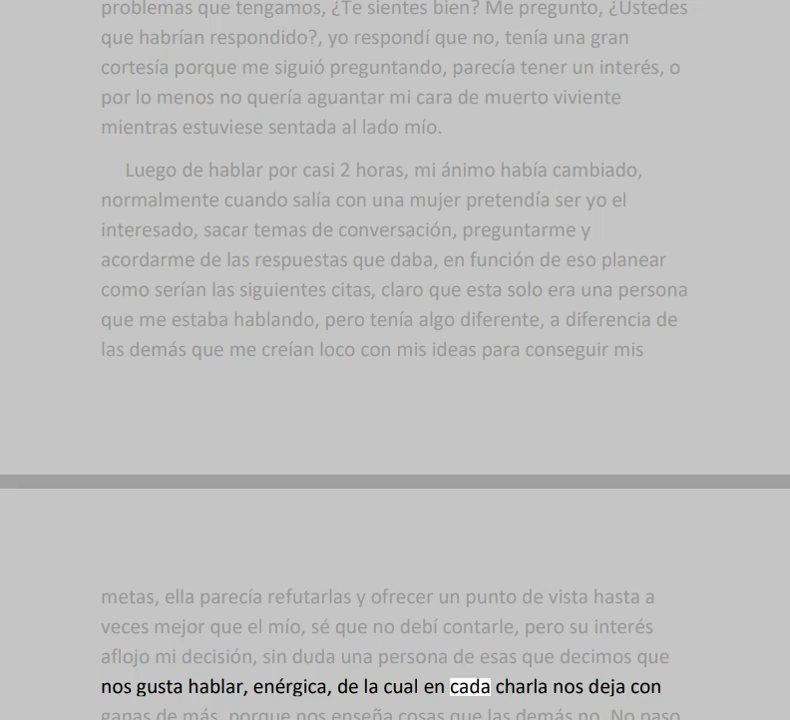 problemas que tengamos, ¿Te sientes bien? Me pregunto, ¿Ustedes
que habrían respondido?, yo respondí que no, tenía una gran
cortesía porque me siguió preguntando, parecía tener un interés, o
por lo menos no quería aguantar mi cara de muerto viviente
mientras estuviese sentada al lado mío.
Luego de hablar por casi 2 horas, mi ánimo había cambiado,
normalmente cuando salía con una mujer pretendía ser yo el
interesado, sacar temas de conversación, preguntarme y
acordarme de las respuestas que daba, en función de eso planear
como serían las siguientes citas, claro que esta solo era una persona
que me estaba hablando, pero tenía algo diferente, a diferencia de
las demás que me creían loco con mis ideas para conseguir mis
metas, ella parecía refutarlas y ofrecer un punto de vista hasta a
veces mejor que el mío, sé que no debí contarle, pero su interés
aflojo mi decisión, sin duda una persona de esas que decimos que
nos gusta hablar, enérgica, de la cual en cada charla nos deja con
ganas de más, porque nos enseña cosas que las demás no. No paso